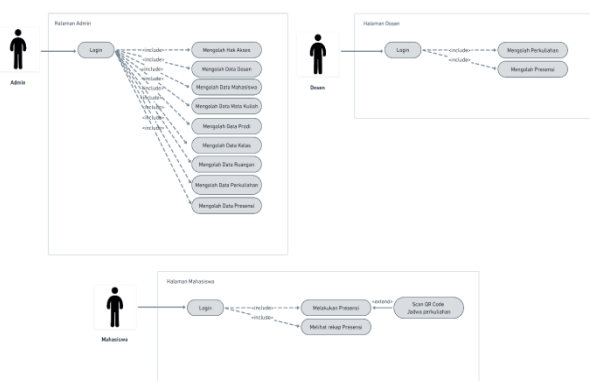 Halaman Admin
Admin
Login
<include>
<include>
<include>
<include>
<include>
<include>
<include>
<include>
<include>
Mengolah Hak Akses
Mengolah Data Dosen
Mengolah Data Mahasiswa
Mengolah Data Mata Kuliah
Mengolah Data Prodi
Mengolah Data Kelas
Mengolah Data Ruangan
Mengolah Data Perkuliahan
Mengolah Data Presensi
Halaman Dosen
Dosen
Login
<include>
<include>
Mengolah Perkuliahan
Mengolah Presensi
Halaman Mahasiswa
Mahasiswa
Login
<include>
<include>
Melakukan Presensi
Melihat rekap Presensi
<extend>
Scan QR Code
Jadwa perkuliahan